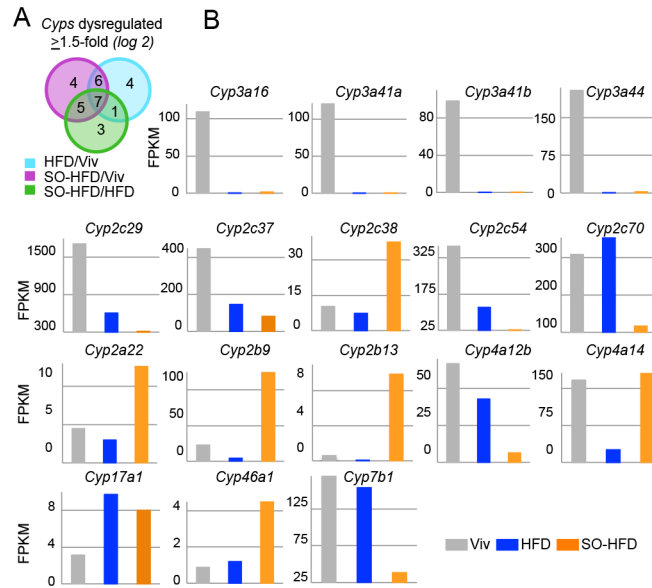 A
B
Cyps dysregulated
≥1.5-fold (log 2)
4
6
4
7
5
1
3
HFD/Viv
SO-HFD/Viv
SO-HFD/HFD
Cyp3a16
Cyp3a41a
Cyp3a41b
Cyp3a44
FPKM
100
50
0
100
50
0
80
40
0
150
75
0
Cyp2c29
Cyp2c37
Cyp2c38
Cyp2c54
Cyp2c70
FPKM
1500
900
300
400
200
0
30
15
0
325
175
25
300
200
100
Cyp2a22
Cyp2b9
Cyp2b13
Cyp4a12b
Cyp4a14
FPKM
10
5
0
100
50
0
8
4
0
50
25
0
150
75
0
Cyp17a1
Cyp46a1
Cyp7b1
FPKM
8
4
0
4
2
0
125
75
25
Viv
HFD
SO-HFD